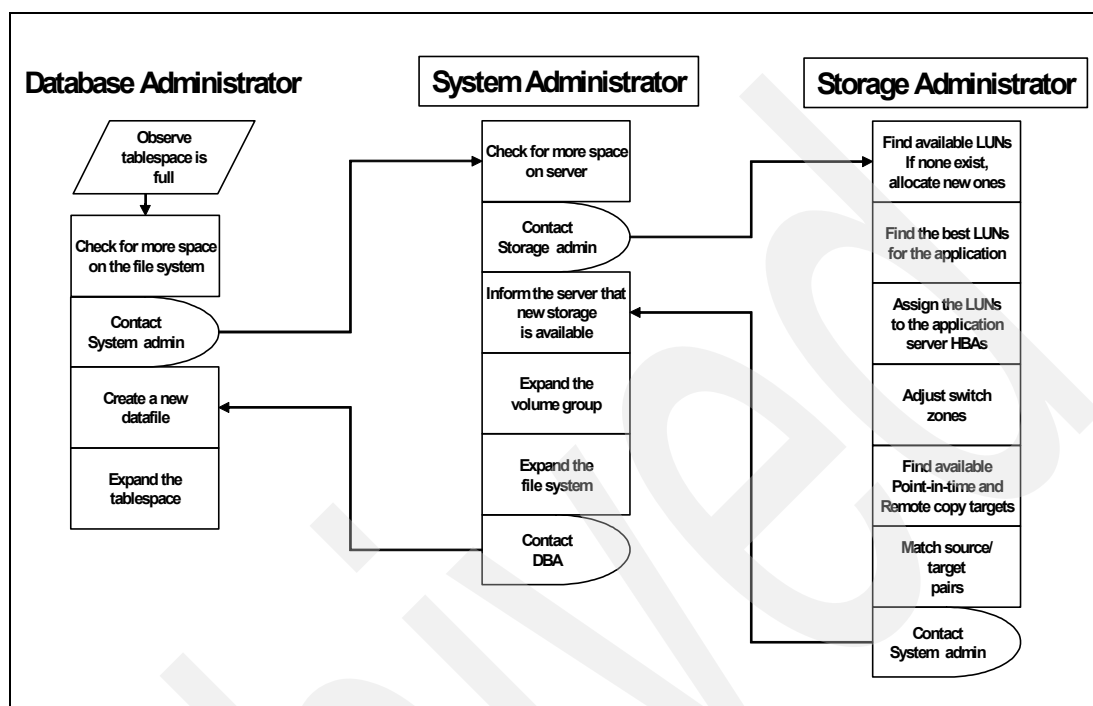 Database Administrator
Observe
tablespace is
full
Check for more space
on the file system
Contact
System admin
Create a new
datafile
Expand the
tablespace
System Administrator
Check for more space
on server
Contact
Storage admin
Inform the server that
new storage
is available
Expand the
volume group
Expand the
file system
Contact
DBA
Storage Administrator
Find available LUNs
If none exist,
allocate new ones
Find the best LUNs
for the application
Assign the LUNs
to the application
server HBAs
Adjust switch
zones
Find available
Point-in-time and
Remote copy targets
Match source/
target
pairs
Contact
System admin